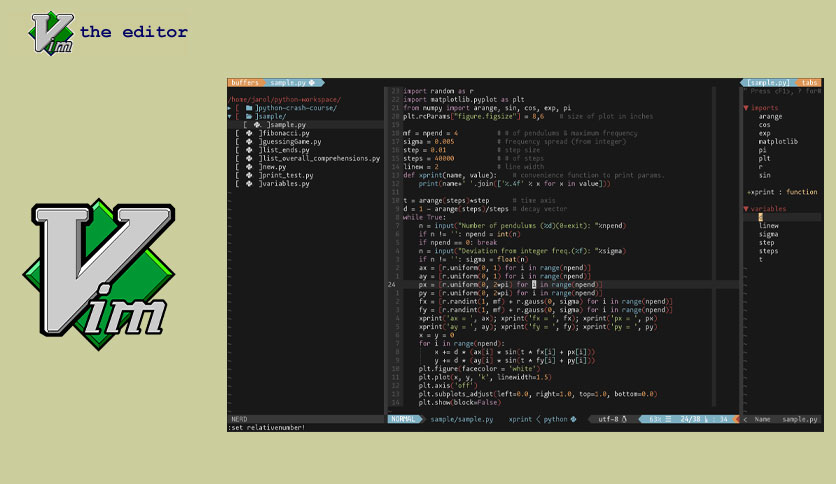 Vim the editor
buffers sample.py
[sample.py] tabs
" Press <F1>, ? form
/home/jarol/python-workspace/
▸ [ ]python-crash-course/
▾ [ ]sample/
[ ]sample.py
[ ]fibonacci.py
[ ]guessingGame.py
[ ]list_ends.py
[ ]list_overall_comprehensions.py
[ ]new.py
[ ]print_test.py
[ ]variables.py
23 import random as r
22 import matplotlib.pyplot as plt
21 from numpy import arange, sin, cos, exp, pi
20 plt.rcParams["figure.figsize"] = 8,6 # size of plot in inches
19
18 mf = npend = 4 # # of pendulums & maximum frequency
17 sigma = 0.005 # frequency spread (from integer)
16 step = 0.01 # step size
15 steps = 40000 # # of steps
14 linew = 2 # line width
13 def xprint(name, value): # convenience function to print params.
12 print(name+' '.join(['%.4f' % x for x in value]))
11
10 t = arange(steps)*step # time axis
9 d = 1 - arange(steps)/steps # decay vector
8 while True:
7 n = input("Number of pendulums (%d)(0=exit): "%npend)
6 if n != '': npend = int(n)
5 if npend == 0: break
4 n = input("Deviation from integer freq.(%f): "%sigma)
3 if n != '': sigma = float(n)
2 ax = [r.uniform(0, 1) for i in range(npend)]
1 ay = [r.uniform(0, 1) for i in range(npend)]
24 px = [r.uniform(0, 2*pi) for i in range(npend)]
1 py = [r.uniform(0, 2*pi) for i in range(npend)]
2 fx = [r.randint(1, mf) + r.gauss(0, sigma) for i in range(npend)]
3 fy = [r.randint(1, mf) + r.gauss(0, sigma) for i in range(npend)]
4 xprint('ax = ', ax); xprint('fx = ', fx); xprint('px = ', px)
5 xprint('ay = ', ay); xprint('fy = ', fy); xprint('py = ', py)
6 x = y = 0
7 for i in range(npend):
8 x += d * (ax[i] * sin(t * fx[i] + px[i]))
9 y += d * (ay[i] * sin(t * fy[i] + py[i]))
10 plt.figure(facecolor = 'white')
11 plt.plot(x, y, 'k', linewidth=1.5)
12 plt.axis('off')
13 plt.subplots_adjust(left=0.0, right=1.0, top=1.0, bottom=0.0)
14 plt.show(block=False)
▼ imports
arange
cos
exp
matplotlib
pi
plt
r
sin
+xprint : function
▼ variables
d
linew
sigma
step
steps
t
Vim
NERD
NORMAL sample/sample.py xprint < python utf-8 63% 24/38 : 34 < Name sample.py
:set relativenumber!